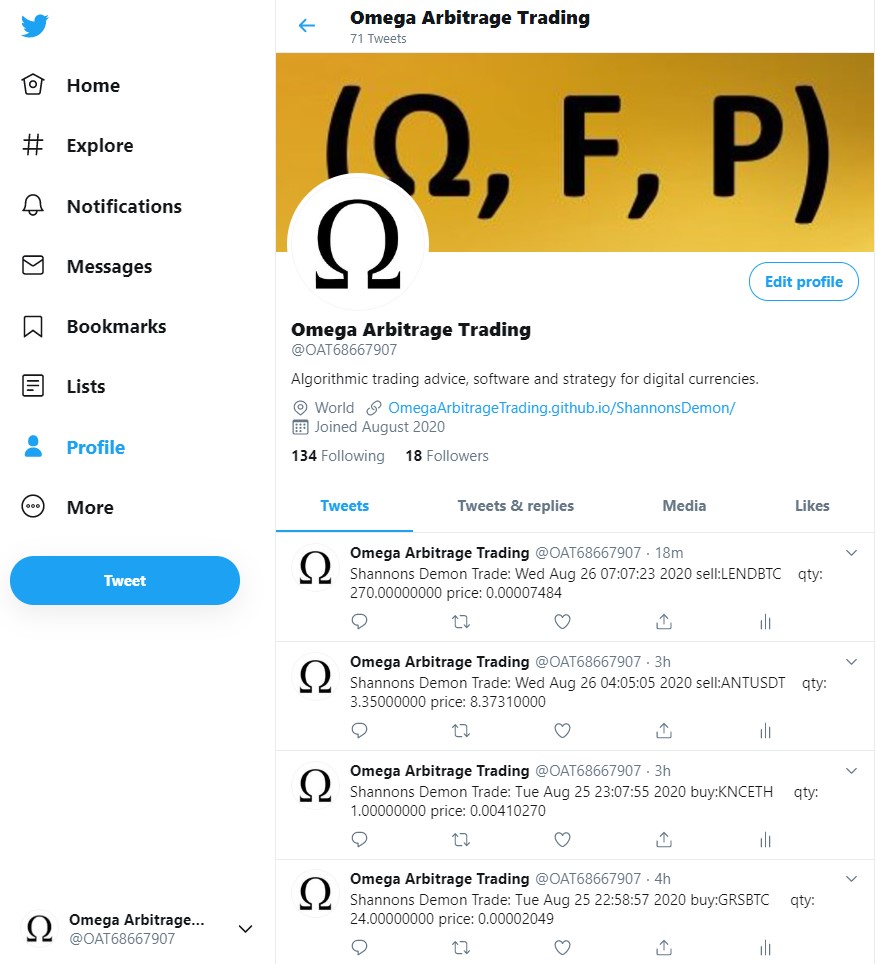 Home
Explore
Notifications
Messages
Bookmarks
Lists
Profile
More
Tweet
Omega Arbitrage...
@OAT68667907
Omega Arbitrage Trading
71 Tweets
(Ω, F, P)
Ω
Edit profile
Omega Arbitrage Trading
@OAT68667907
Algorithmic trading advice, software and strategy for digital currencies.
World OmegaArbitrageTrading.github.io/ShannonsDemon/
Joined August 2020
134 Following 18 Followers
Tweets Tweets & replies Media Likes
Omega Arbitrage Trading @OAT68667907 · 18m
Shannons Demon Trade: Wed Aug 26 07:07:23 2020 sell:LENDBTC qty:
270.00000000 price: 0.00007484
Omega Arbitrage Trading @OAT68667907 · 3h
Shannons Demon Trade: Wed Aug 26 04:05:05 2020 sell:ANTUSDT qty:
3.35000000 price: 8.37310000
Omega Arbitrage Trading @OAT68667907 · 3h
Shannons Demon Trade: Tue Aug 25 23:07:55 2020 buy:KNCETH qty:
1.00000000 price: 0.00410270
Omega Arbitrage Trading @OAT68667907 · 4h
Shannons Demon Trade: Tue Aug 25 22:58:57 2020 buy:GRSBTC qty:
24.00000000 price: 0.00002049